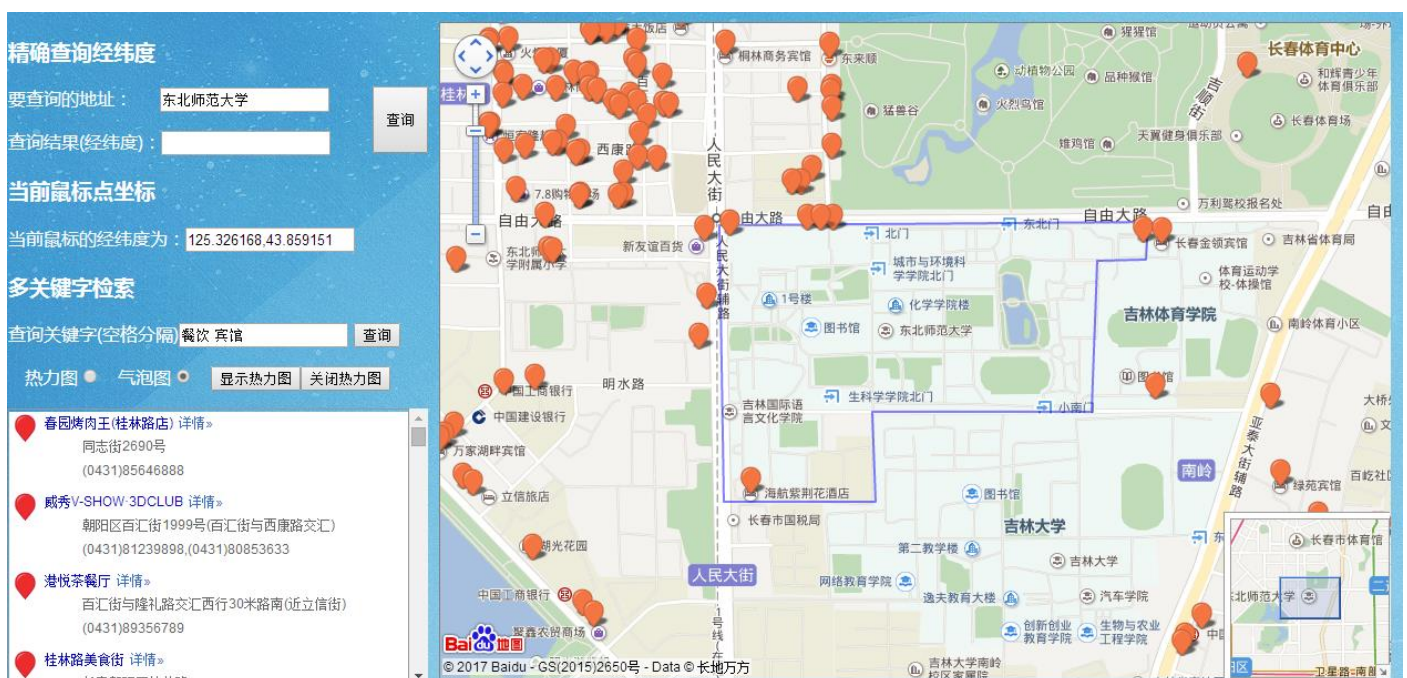 精确查询经纬度
要查询的地址： 东北师范大学
查询
查询结果(经纬度)：
当前鼠标点坐标
当前鼠标的经纬度为：125.326168,43.859151
多关键字检索
查询关键字(空格分隔) 餐饮 宾馆 查询
热力图 气泡图 显示热力图 关闭热力图
春园烤肉王(桂林路店) 详情»
同志街2690号
(0431)85646888
威秀V-SHOW·3DCLUB 详情»
朝阳区百汇街1999号(百汇街与西康路交汇)
(0431)81239898,(0431)80853633
港悦茶餐厅 详情»
百汇街与隆礼路交汇西行30米路南(近立信街)
(0431)89356789
桂林路美食街 详情»
猩猩馆
长春体育中心
桐林商务宾馆
东来顺
动植物公园
品种猴馆
吉顺街
和辉青少年
体育俱乐部
猛兽谷
火烈鸟馆
长春体育场
天翼健身俱乐部
雉鸡馆
人民大街
7.8购
万利驾校报名处
自由大路
东北门
北门
新友谊百货
长春金领宾馆
吉林省体育局
学附属小学
城市与环境科
学学院北门
体育运动学
校-体操馆
人民大街辅路
1号楼
化学学院楼
吉林体育学院
图书馆
东北师范大学
南岭体育小区
中国工商银行
明水路
生科学学院北门
吉林国际语
言文化学院
小南门
中国建设银行
万家湖畔宾馆
亚泰大街辅路
南岭
立信旅店
海航紫荆花酒店
图书馆
绿苑宾馆
长春市国税局
吉林大学
湖光花园
第二教学楼
长春市体育馆
人民大街
网络教育学院
吉林大学
中国工商银行
逸夫教育大楼
汽车学院
创新创业
教育学院
生物与农业
工程学院
1号线
聚鑫农贸商场
Bai du 地图
© 2017 Baidu - GS(2015)2650号 - Data © 长地万方
吉林大学南岭
校区家属院
卫星路-南